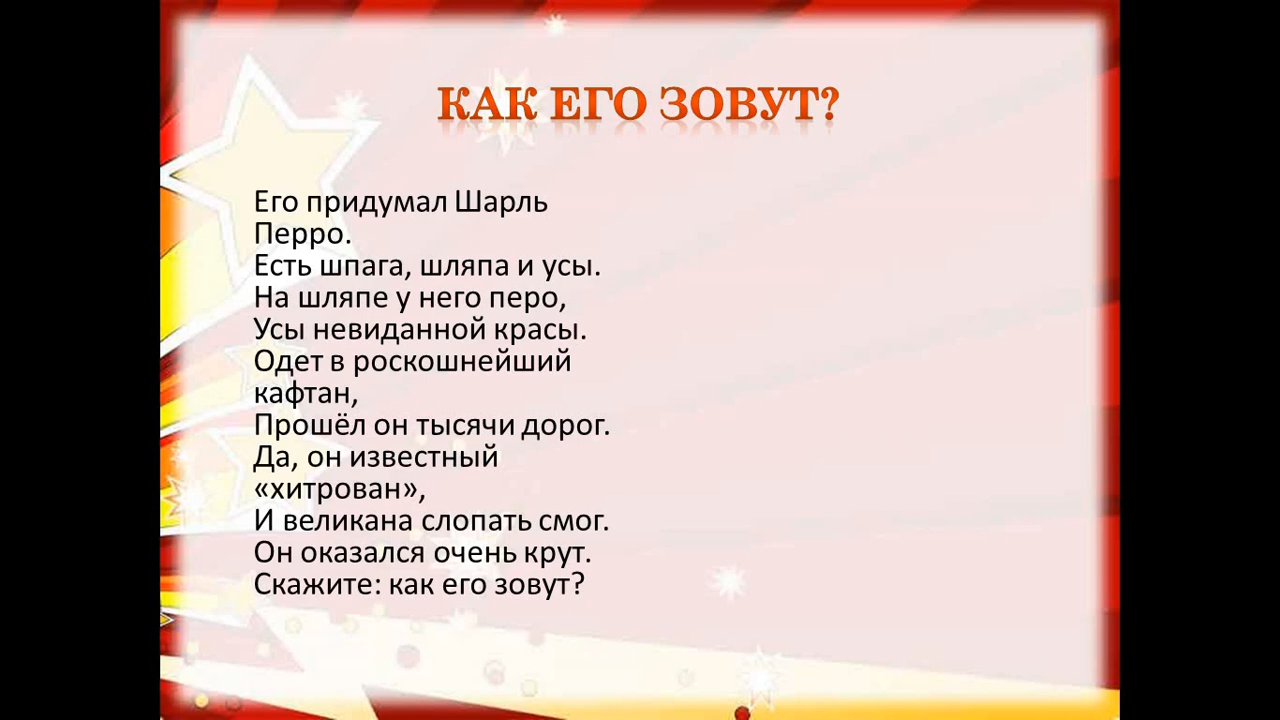 КАК ЕГО ЗОВУТ?
Его придумал Шарль
Перро.
Есть шпага, шляпа и усы.
На шляпе у него перо,
Усы невиданной красы.
Одет в роскошнейший
кафтан,
Прошёл он тысячи дорог.
Да, он известный
«хитрован»,
И великана слопать смог.
Он оказался очень крут.
Скажите: как его зовут?